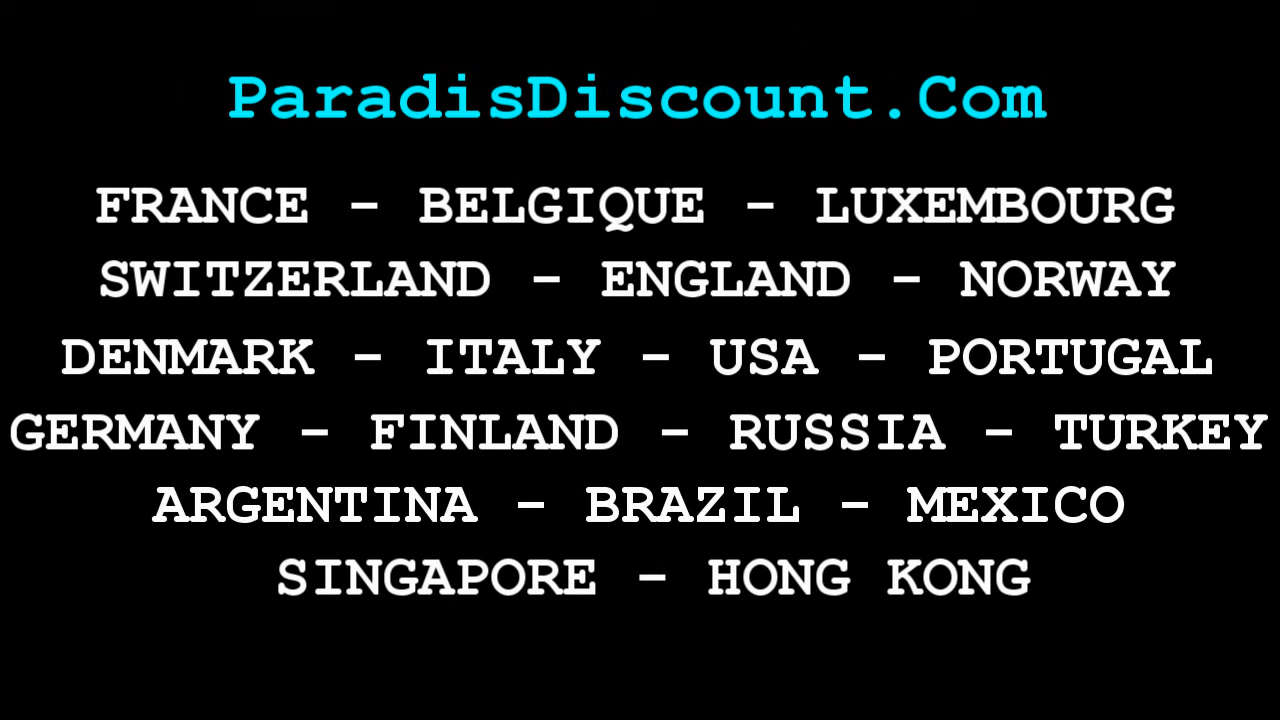 ParadisDiscount.Com
FRANCE - BELGIQUE - LUXEMBOURG
SWITZERLAND - ENGLAND - NORWAY
DENMARK - ITALY - USA - PORTUGAL
GERMANY - FINLAND - RUSSIA - TURKEY
ARGENTINA - BRAZIL - MEXICO
SINGAPORE - HONG KONG